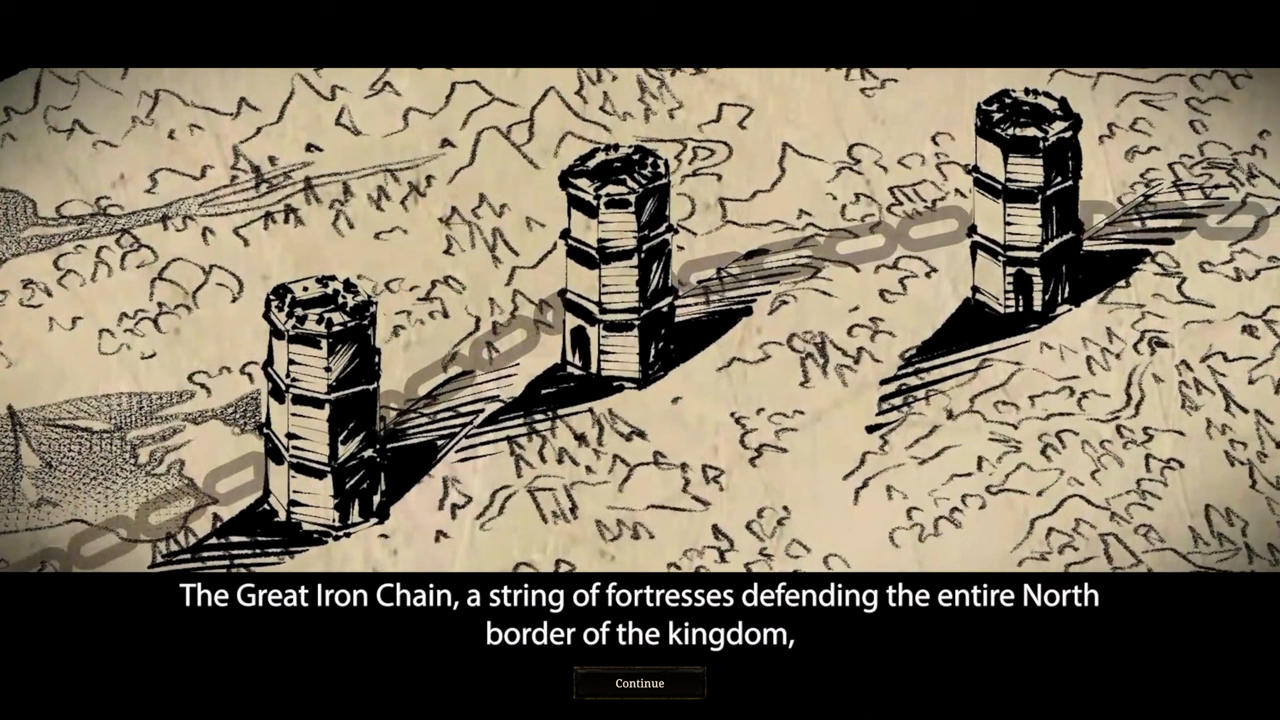 The Great Iron Chain, a string of fortresses defending the entire North
border of the kingdom,
Continue